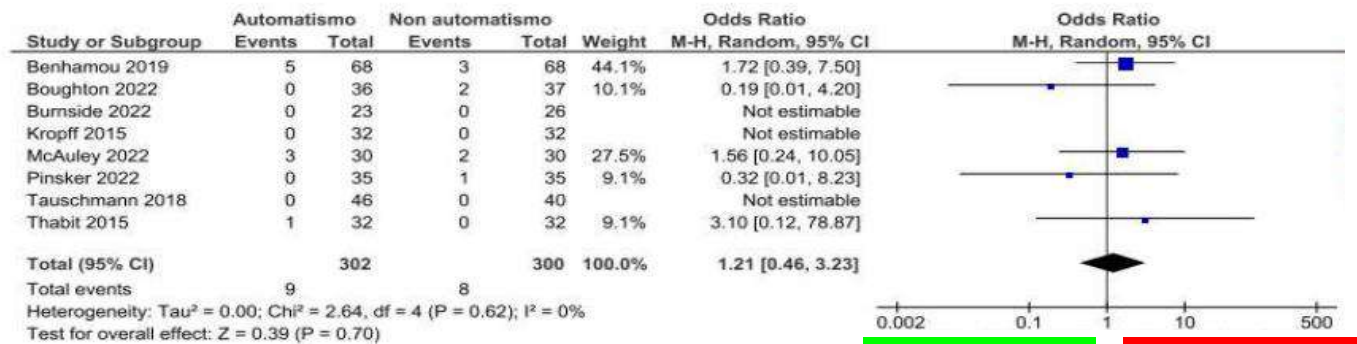 Automatismo Non automatismo Odds Ratio Odds Ratio
Study or Subgroup Events Total Events Total Weight M-H, Random, 95% CI M-H, Random, 95% CI
Benhamou 2019 5 68 3 68 44.1% 1.72 [0.39, 7.50]
Boughton 2022 0 36 2 37 10.1% 0.19 [0.01, 4.20]
Burnside 2022 0 23 0 26 Not estimable
Kropff 2015 0 32 0 32 Not estimable
McAuley 2022 3 30 2 30 27.5% 1.56 [0.24, 10.05]
Pinsker 2022 0 35 1 35 9.1% 0.32 [0.01, 8.23]
Tauschmann 2018 0 46 0 40 Not estimable
Thabit 2015 1 32 0 32 9.1% 3.10 [0.12, 78.87]
Total (95% CI) 302 300 100.0% 1.21 [0.46, 3.23]
Total events 9 8
Heterogeneity: Tau² = 0.00; Chi² = 2.64, df = 4 (P = 0.62); I² = 0%
Test for overall effect: Z = 0.39 (P = 0.70)
0.002 0.1 1 10 500